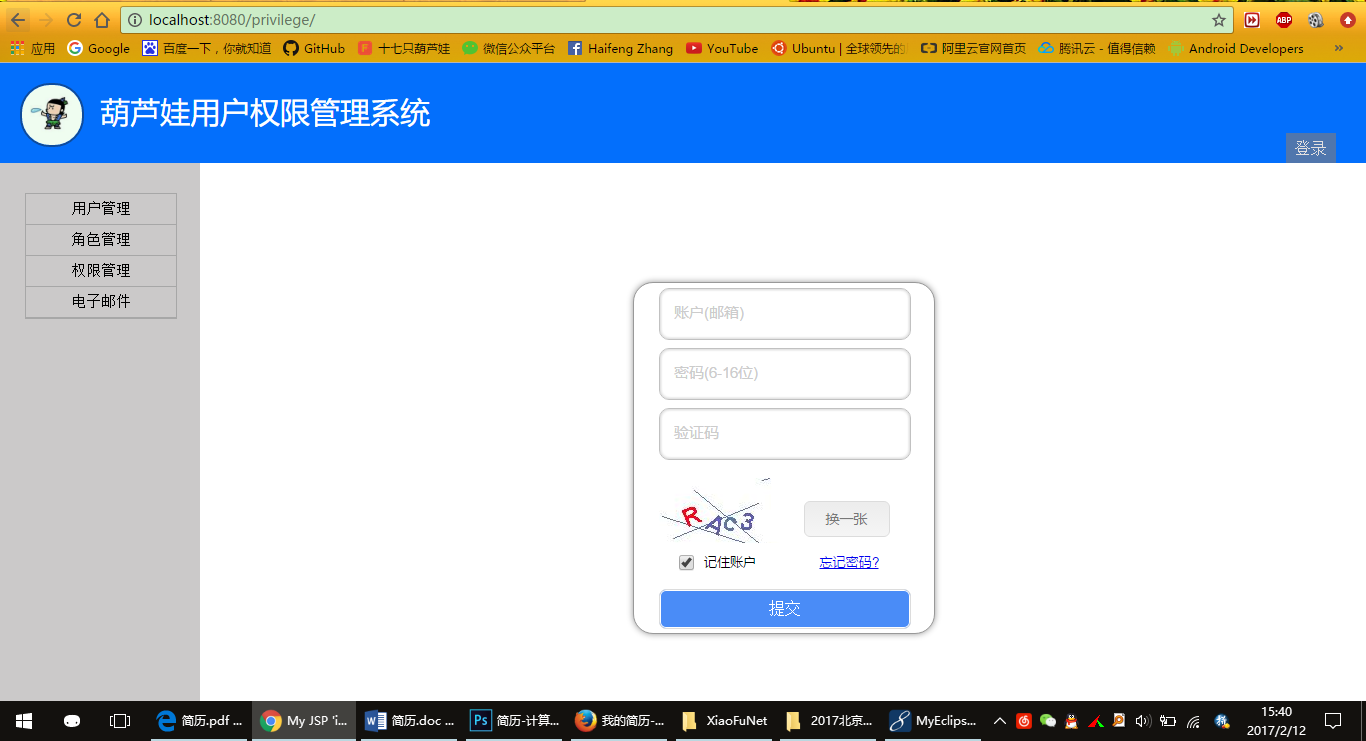 localhost:8080/privilege/
应用 Google 百度一下，你就知道 GitHub 十七只葫芦娃 微信公众平台 Haifeng Zhang YouTube Ubuntu | 全球领先的 阿里云官网首页 腾讯云 - 值得信赖 Android Developers »
葫芦娃用户权限管理系统
登录
用户管理
角色管理
权限管理
电子邮件
账户(邮箱)
密码(6-16位)
验证码
RAC3 换一张
记住账户 忘记密码?
提交
简历.pdf ... My JSP 'i... 简历.doc ... 简历-计算... 我的简历-... XiaoFuNet 2017北京... MyEclips...
15:40
2017/2/12